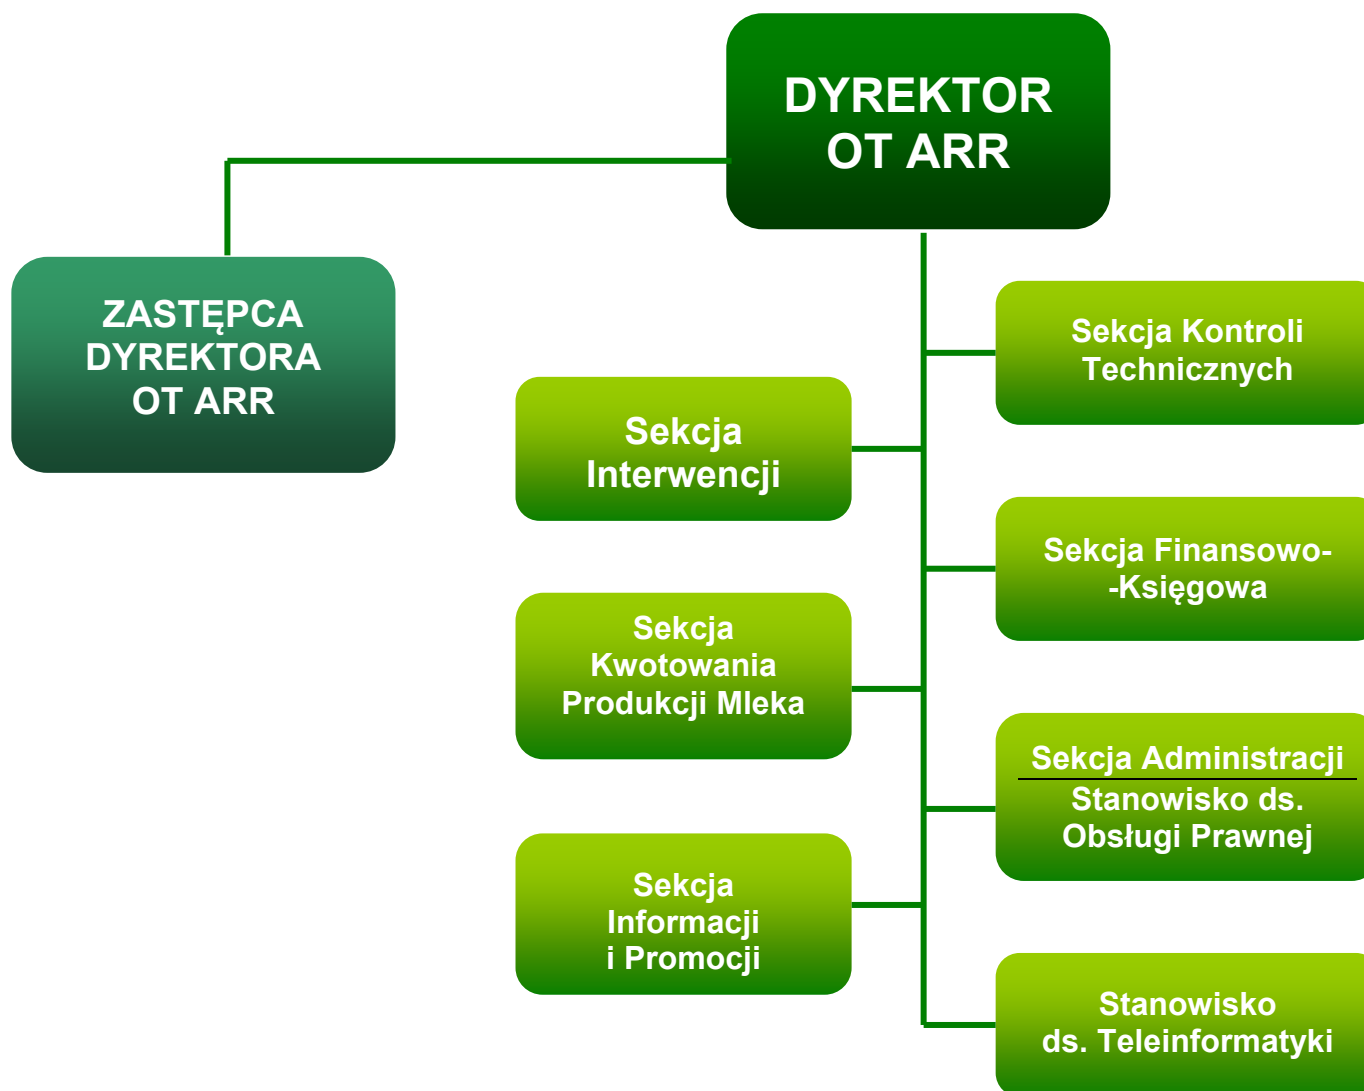 DYREKTOR
OT ARR
ZASTĘPCA
DYREKTORA
OT ARR
Sekcja Kontroli
Technicznych
Sekcja
Interwencji
Sekcja Finansowo-
-Księgowa
Sekcja
Kwotowania
Produkcji Mleka
Sekcja Administracji
Stanowisko ds.
Obsługi Prawnej
Sekcja
Informacji
i Promocji
Stanowisko
ds. Teleinformatyki